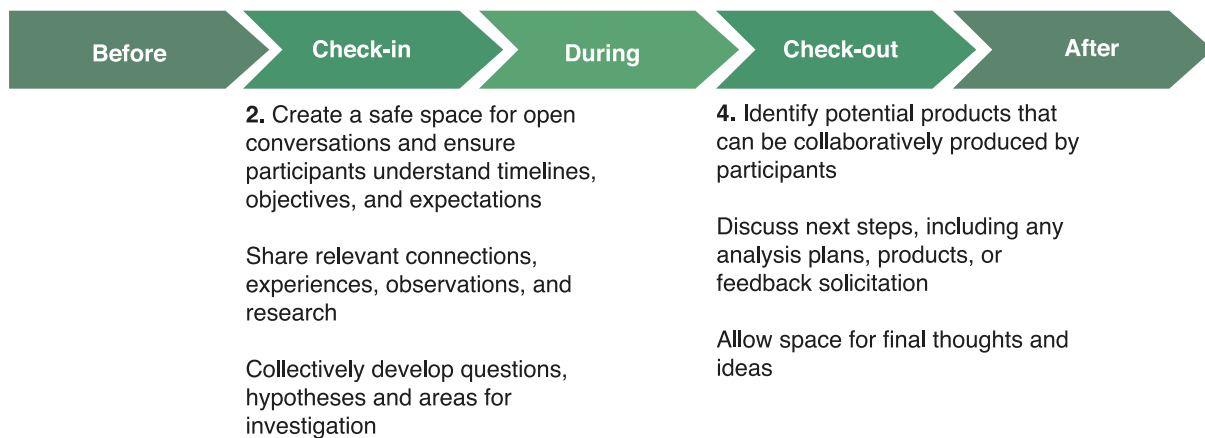 Before
Check-in
During
Check-out
After
2. Create a safe space for open
conversations and ensure
participants understand timelines,
objectives, and expectations
Share relevant connections,
experiences, observations, and
research
Collectively develop questions,
hypotheses and areas for
investigation
4. Identify potential products that
can be collaboratively produced by
participants
Discuss next steps, including any
analysis plans, products, or
feedback solicitation
Allow space for final thoughts and
ideas